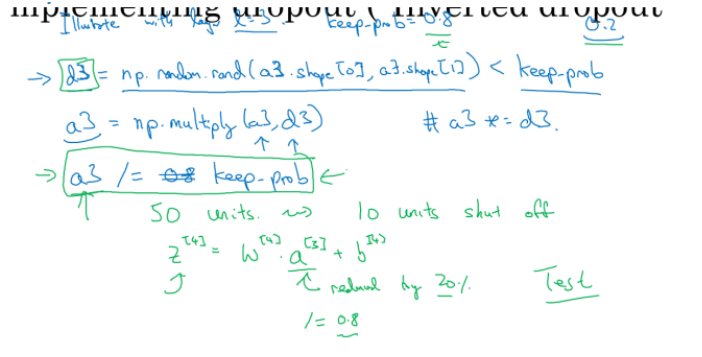 implementing dropout ("Inverted dropout
Illustrate with layer l=3. keep-prob = 0.8 0.2
→ d3 = np.random.rand(a3.shape[0], a3.shape[1]) < keep-prob
a3 = np.multiply(a3, d3) # a3 *= d3.
→ a3 /= 0.8 keep-prob ←
50 units. ⇝ 10 units shut off
z^[4] = W^[4] · a^[3] + b^[4]
reduced by 20%. Test
/= 0.8